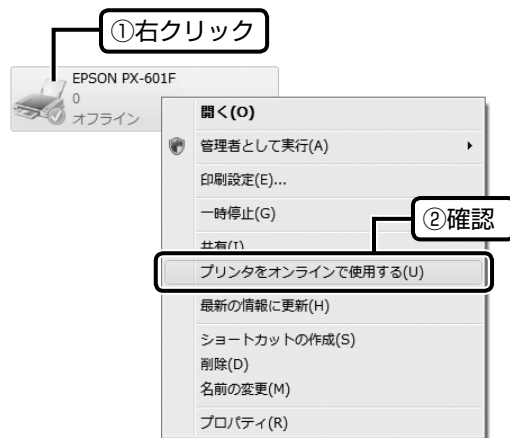 ①右クリック
EPSON PX-601F
0
オフライン
開く(O)
管理者として実行(A)
印刷設定(E)...
一時停止(G)
②確認
共有(I)
プリンタをオンラインで使用する(U)
最新の情報に更新(H)
ショートカットの作成(S)
削除(D)
名前の変更(M)
プロパティ(R)